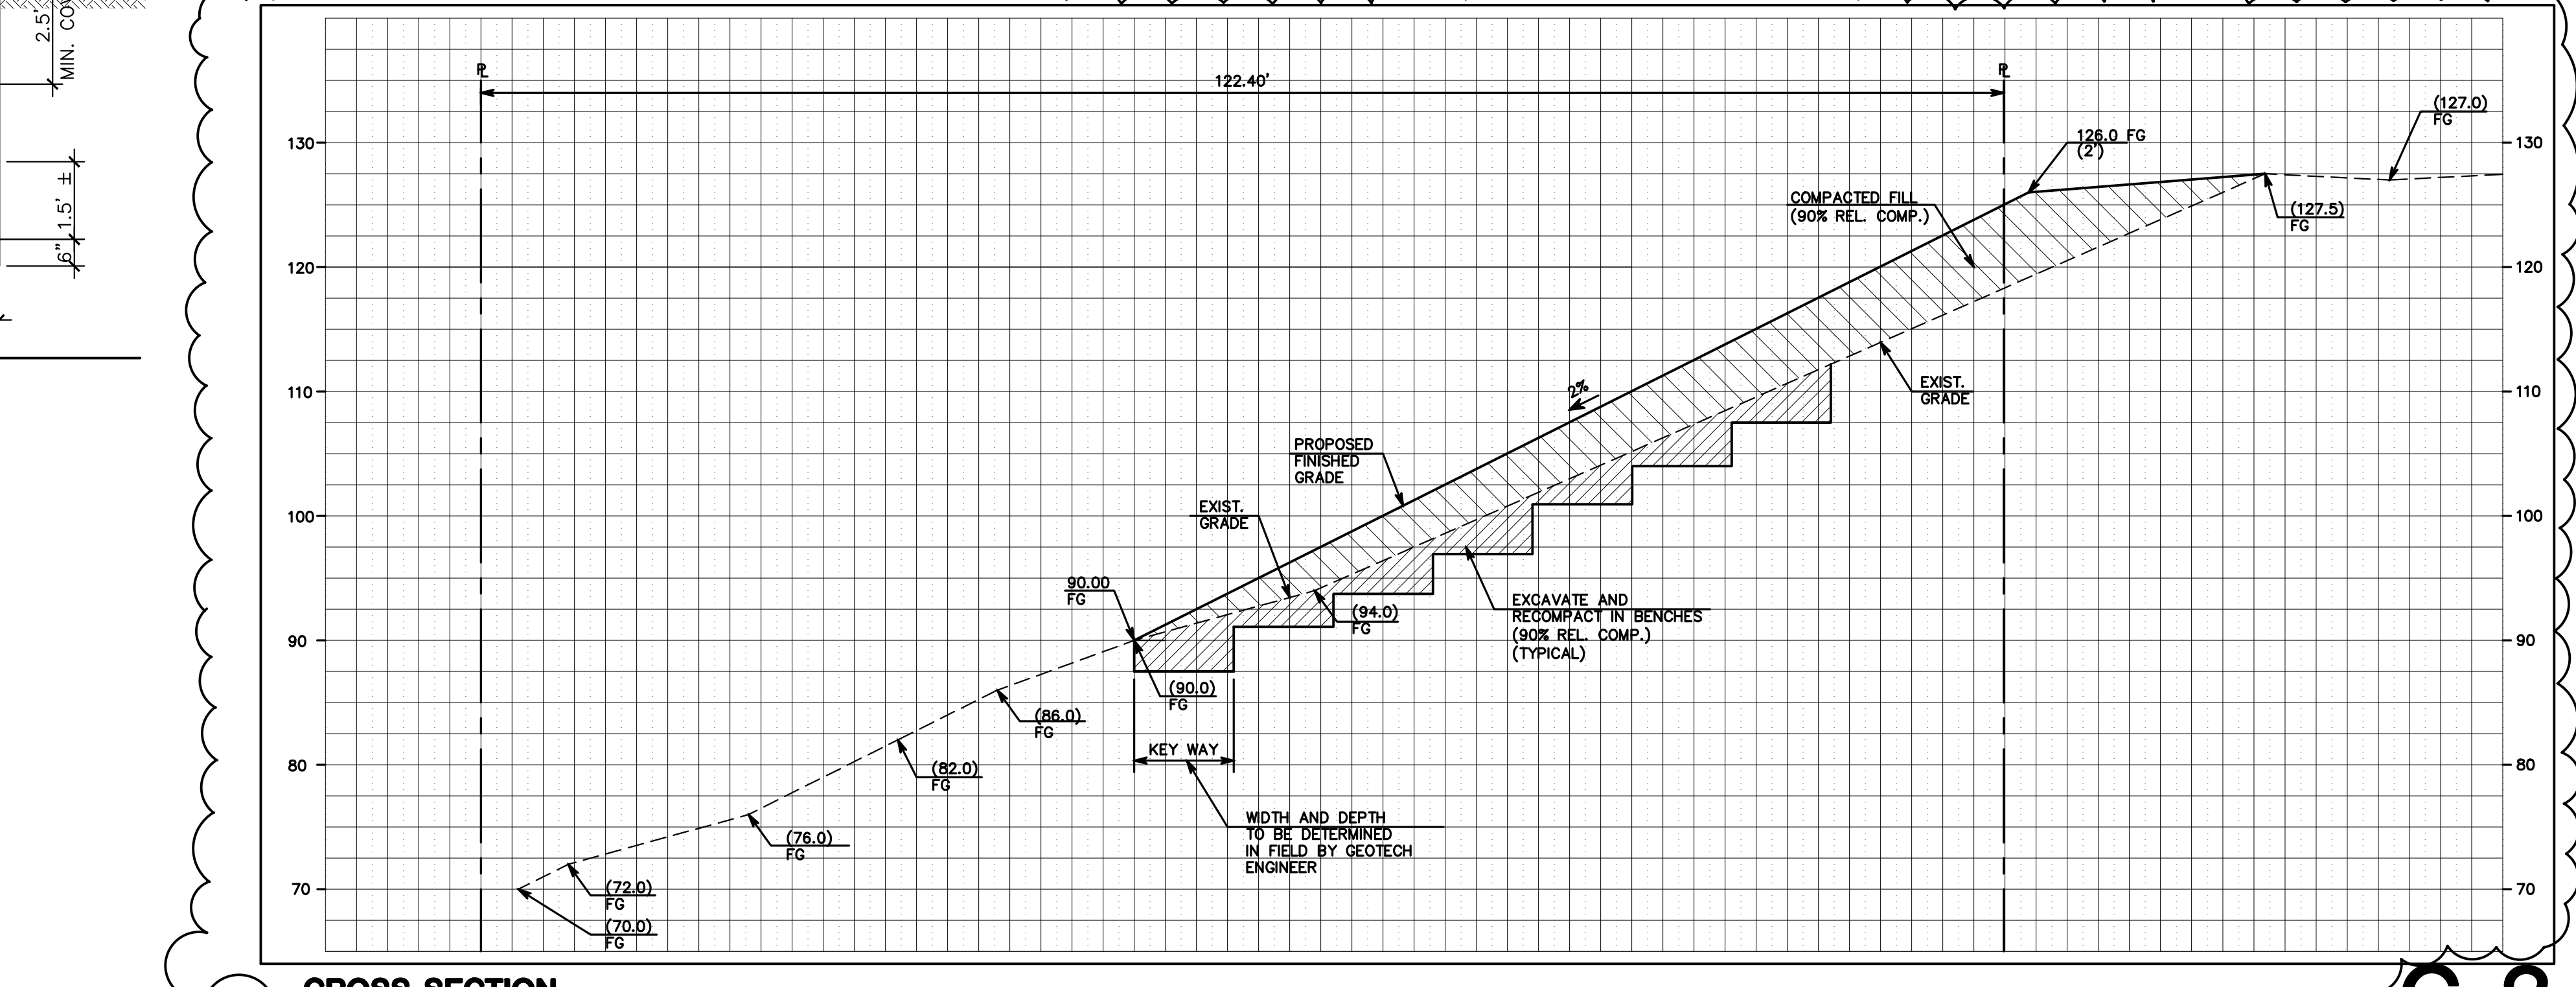 2.5'
MIN. COV
1.5' ±
6"
℄
122.40'
℄
130
120
110
100
90
80
70
130
120
110
100
90
80
70
(127.0)
FG
126.0 FG
(2')
COMPACTED FILL
(90% REL. COMP.)
(127.5)
FG
EXIST.
GRADE
2%
PROPOSED
FINISHED
GRADE
EXIST.
GRADE
90.00
FG
(94.0)
FG
EXCAVATE AND
RECOMPACT IN BENCHES
(90% REL. COMP.)
(TYPICAL)
(90.0)
FG
(86.0)
FG
KEY WAY
(82.0)
FG
WIDTH AND DEPTH
TO BE DETERMINED
IN FIELD BY GEOTECH
ENGINEER
(76.0)
FG
(72.0)
FG
(70.0)
FG
CROSS SECTION